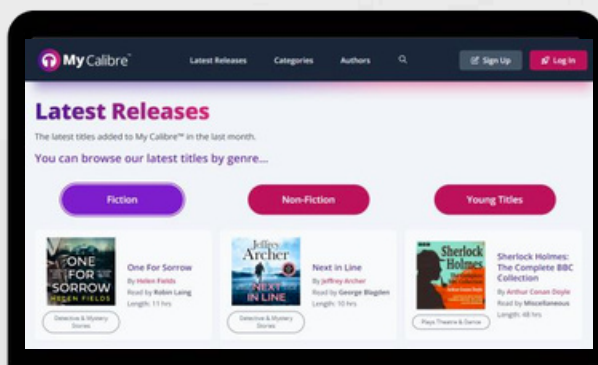 My Calibre™
Latest Releases
Categories
Authors
Sign Up
Log In
Latest Releases
The latest titles added to My Calibre™ in the last month.
You can browse our latest titles by genre...
Fiction
Non-Fiction
Young Titles
ONE
FOR
SORROW
HELEN FIELDS
Detective & Mystery
Stories
One For Sorrow
By Helen Fields
Read by Robin Laing
Length: 11 hrs
Jeffrey
Archer
NEXT
IN LINE
Detective & Mystery
Stories
Next in Line
By Jeffrey Archer
Read by George Blagden
Length: 10 hrs
Sherlock
Holmes
Plays Theatre & Dance
Sherlock Holmes:
The Complete BBC
Collection
By Arthur Conan Doyle
Read by Miscellaneous
Length: 48 hrs